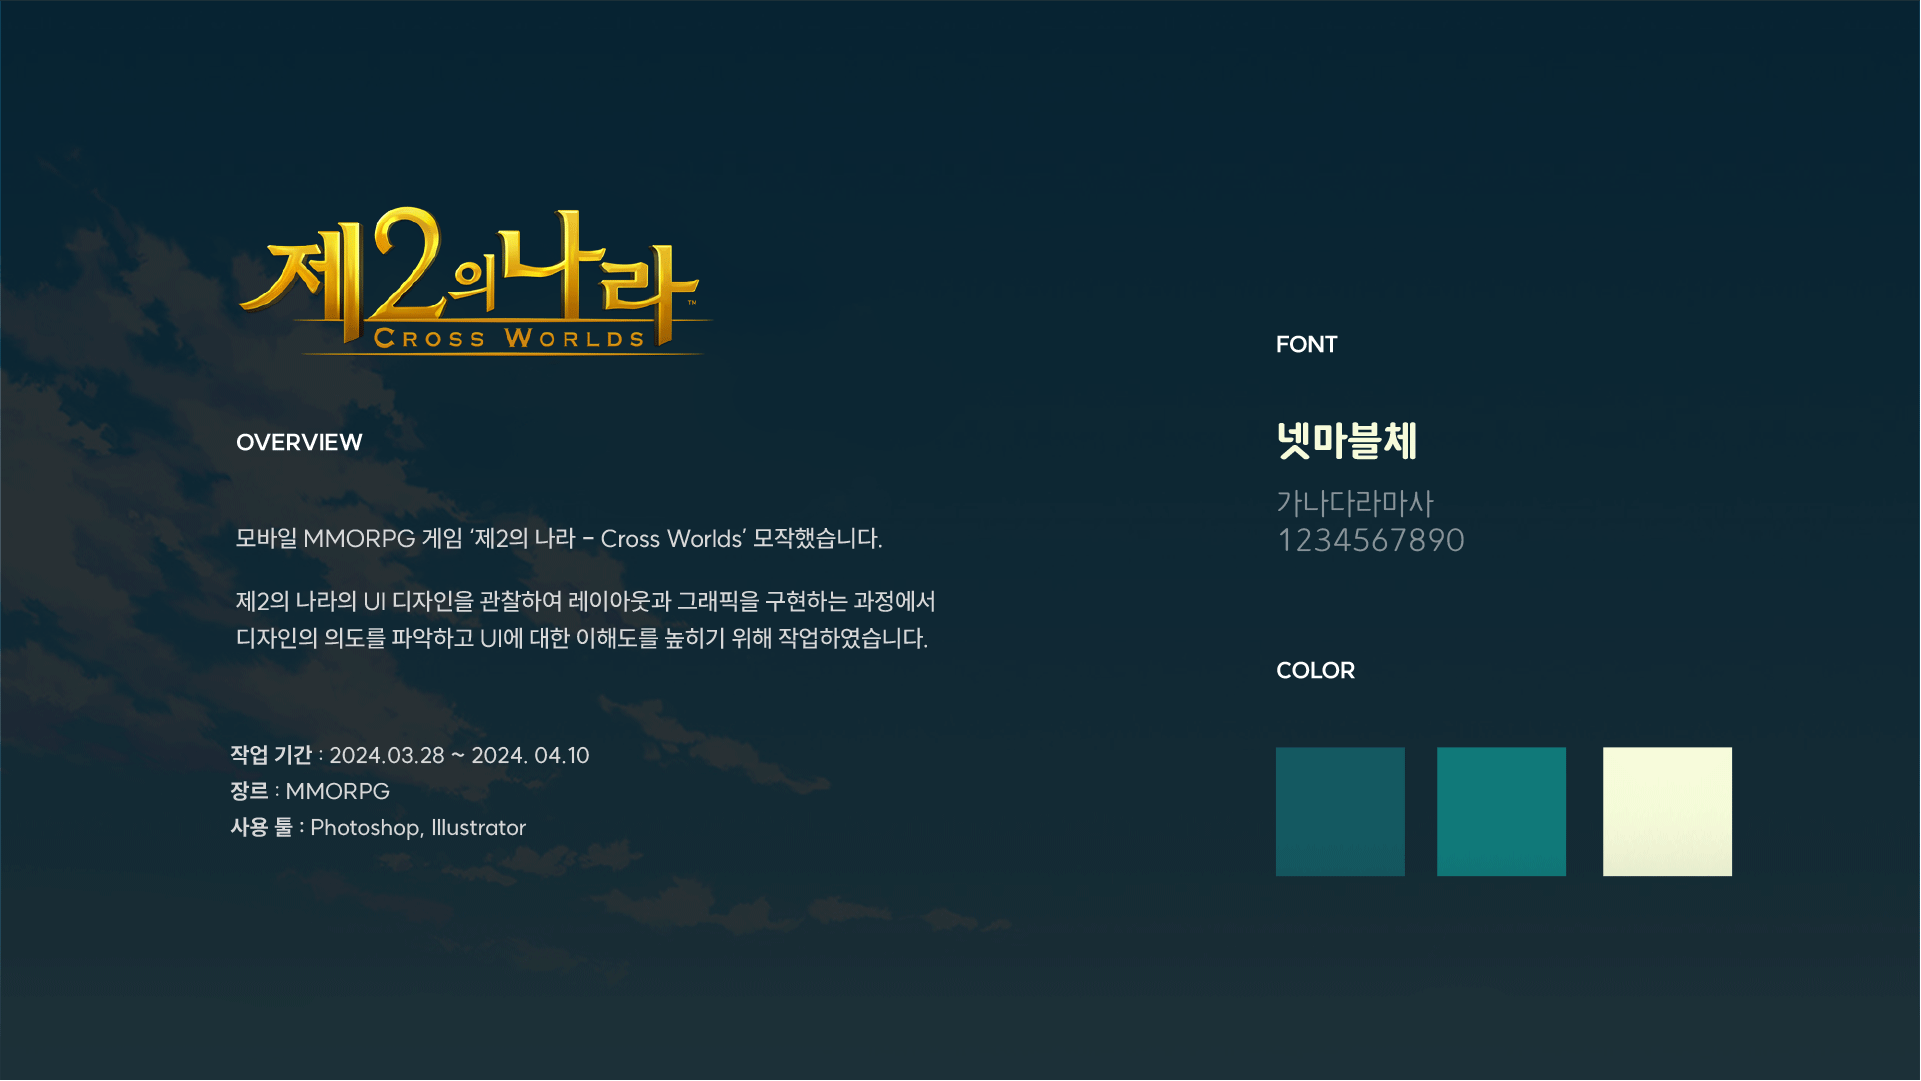 제2의나라™
CROSS WORLDS
OVERVIEW
모바일 MMORPG 게임 ‘제2의 나라 - Cross Worlds’ 모작했습니다.
제2의 나라의 UI 디자인을 관찰하여 레이아웃과 그래픽을 구현하는 과정에서
디자인의 의도를 파악하고 UI에 대한 이해도를 높히기 위해 작업하였습니다.
작업 기간 : 2024.03.28 ~ 2024. 04.10
장르 : MMORPG
사용 툴 : Photoshop, Illustrator
FONT
넷마블체
가나다라마사
1234567890
COLOR